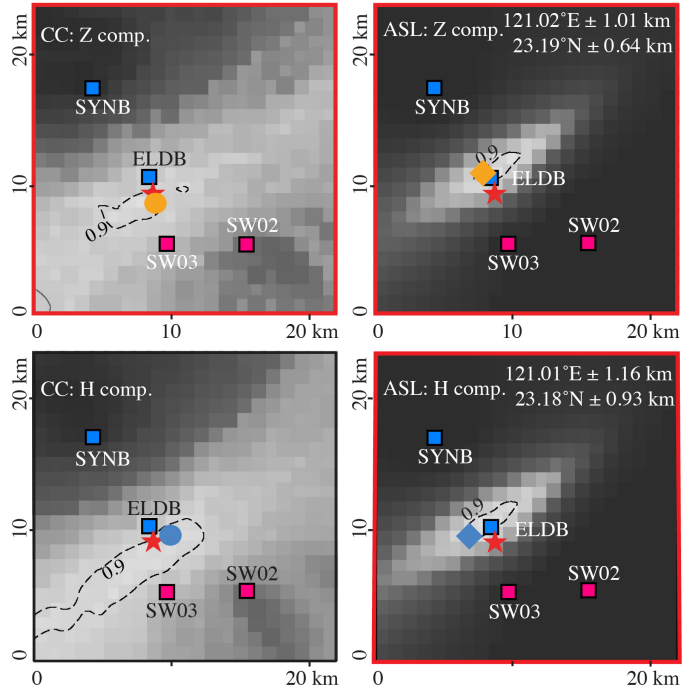 CC: Z comp.
SYNB
ELDB
0.9
SW03
SW02
0
10
20 km
0
10
20 km
ASL: Z comp.
121.02°E ± 1.01 km
23.19°N ± 0.64 km
SYNB
0.9
ELDB
SW03
SW02
0
10
20 km
0
10
20 km
CC: H comp.
SYNB
ELDB
0.9
SW03
SW02
0
10
20 km
0
10
20 km
ASL: H comp.
121.01°E ± 1.16 km
23.18°N ± 0.93 km
SYNB
0.9
ELDB
SW03
SW02
0
10
20 km
0
10
20 km